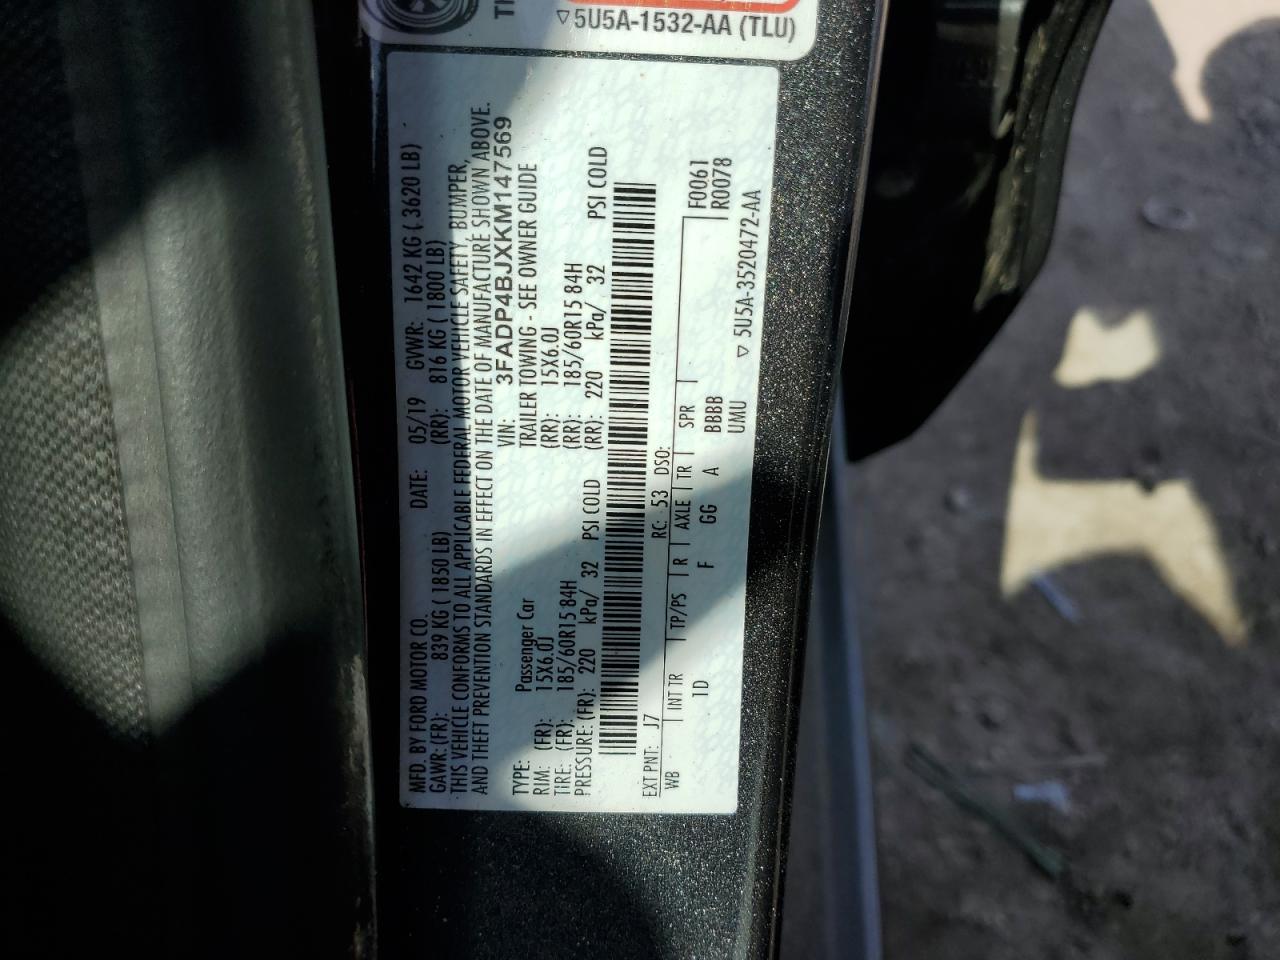 TI
▽5U5A-1532-AA (TLU)
MFD. BY FORD MOTOR CO. DATE: 05/19 GVWR: 1642 KG ( 3620 LB)
GAWR: (FR): 839 KG ( 1850 LB) (RR): 816 KG ( 1800 LB)
THIS VEHICLE CONFORMS TO ALL APPLICABLE FEDERAL MOTOR VEHICLE SAFETY, BUMPER,
AND THEFT PREVENTION STANDARDS IN EFFECT ON THE DATE OF MANUFACTURE SHOWN ABOVE.
VIN: 3FADP4BJXKM147569
TYPE: Passenger Car TRAILER TOWING - SEE OWNER GUIDE
RIM: (FR): 15X6.0J (RR): 15X6.0J
TIRE: (FR): 185/60R15 84H (RR): 185/60R15 84H
PRESSURE: (FR): 220 kPa/ 32 PSI COLD (RR): 220 kPa/ 32 PSI COLD
EXT PNT: J7 RC: 53 DSO:
WB INT TR TP/PS R AXLE TR SPR F0061
1D F GG A BBBB R0078
UMU
▽ 5U5A-3520472-AA